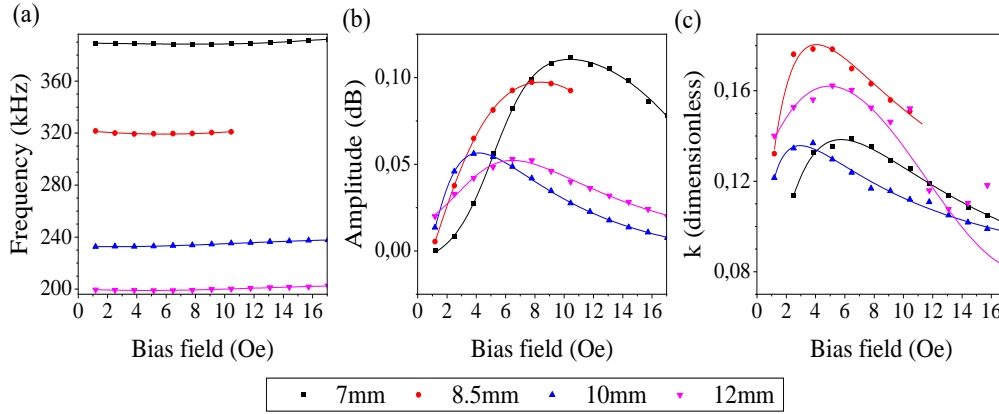 (a)
Frequency (kHz)
400
360
320
280
240
200
0 2 4 6 8 10 12 14 16
Bias field (Oe)
(b)
Amplitude (dB)
0,10
0,05
0,00
0 2 4 6 8 10 12 14 16
Bias field (Oe)
(c)
k (dimensionless)
0,16
0,12
0,08
0 2 4 6 8 10 12 14 16
Bias field (Oe)
7mm 8.5mm 10mm 12mm